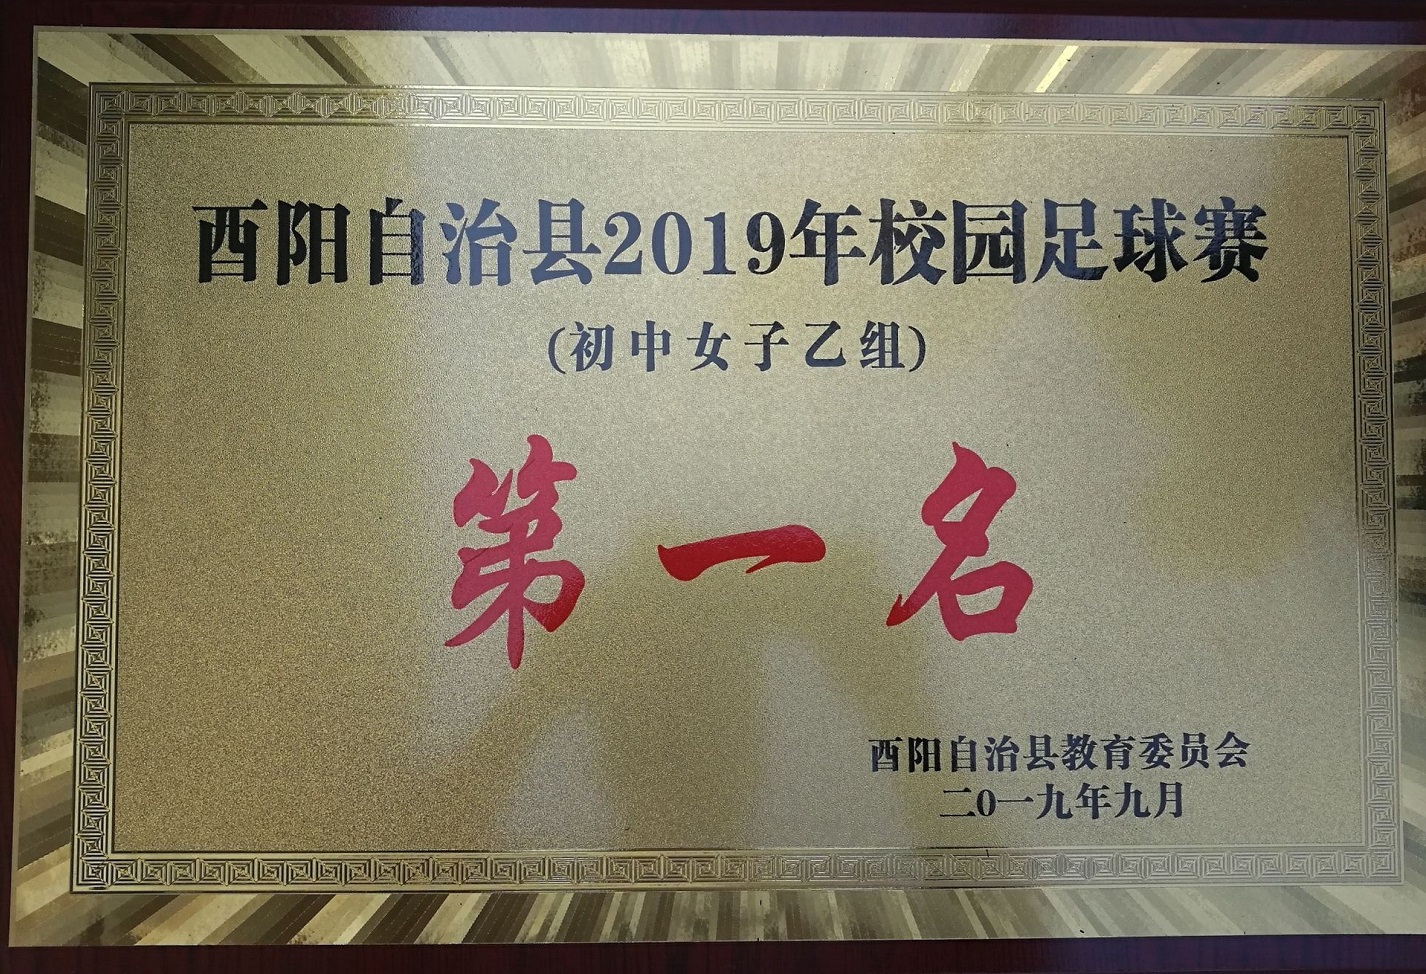 酉阳自治县2019年校园足球赛
(初中女子乙组)
第一名
酉阳自治县教育委员会
二0一九年九月